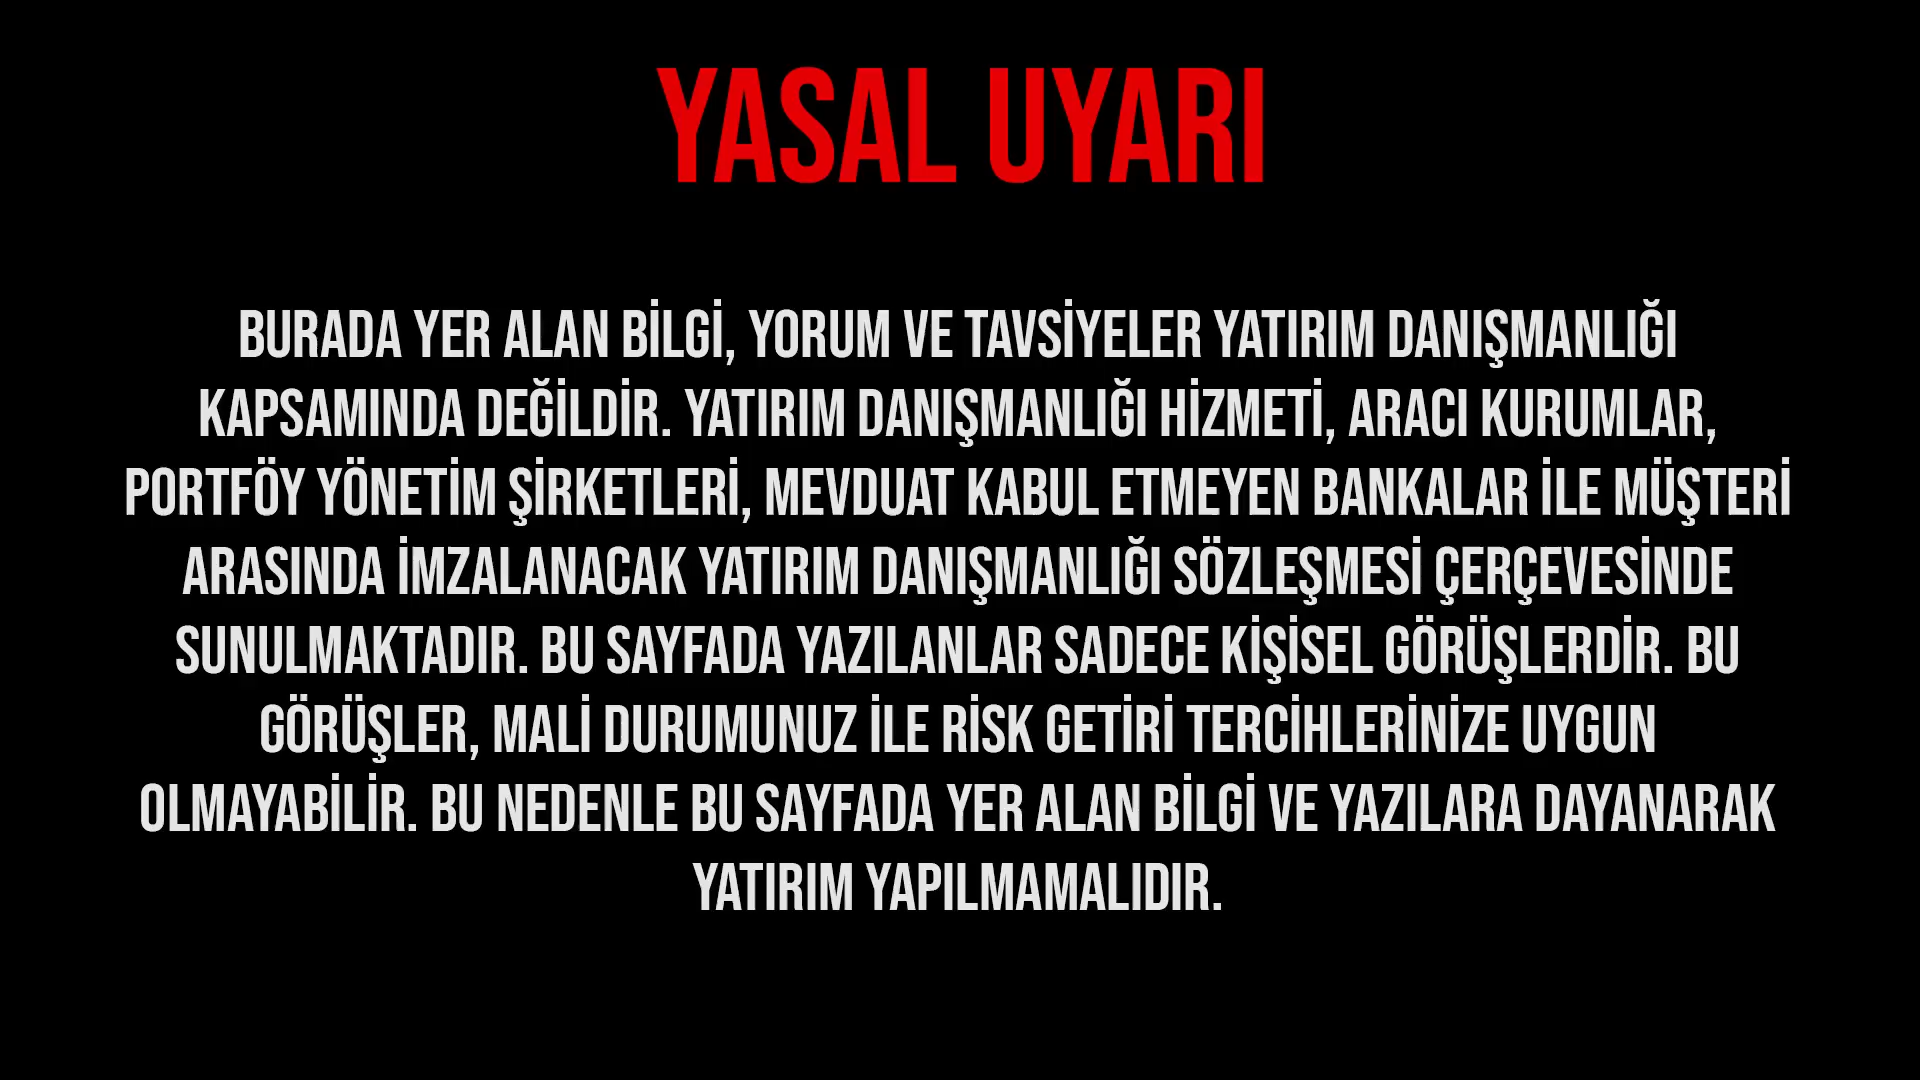 YASAL UYARI
BURADA YER ALAN BİLGİ, YORUM VE TAVSİYELER YATIRIM DANIŞMANLIĞI
KAPSAMINDA DEĞİLDİR. YATIRIM DANIŞMANLIĞI HİZMETİ, ARACI KURUMLAR,
PORTFÖY YÖNETİM ŞİRKETLERİ, MEVDUAT KABUL ETMEYEN BANKALAR İLE MÜŞTERİ
ARASINDA İMZALANACAK YATIRIM DANIŞMANLIĞI SÖZLEŞMESİ ÇERÇEVESİNDE
SUNULMAKTADIR. BU SAYFADA YAZILANLAR SADECE KİŞİSEL GÖRÜŞLERDİR. BU
GÖRÜŞLER, MALİ DURUMUNUZ İLE RİSK GETİRİ TERCİHLERİNİZE UYGUN
OLMAYABİLİR. BU NEDENLE BU SAYFADA YER ALAN BİLGİ VE YAZILARA DAYANARAK
YATIRIM YAPILMAMALIDIR.